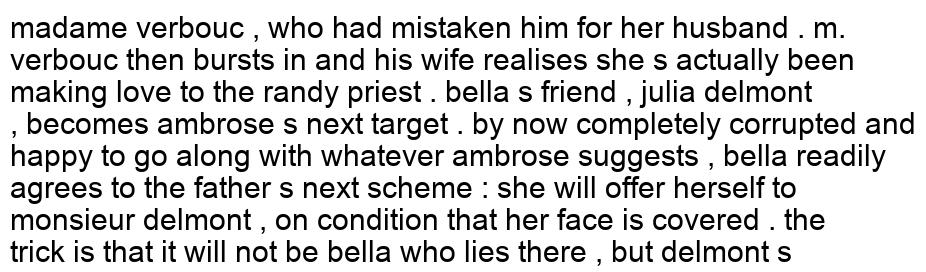 madame verbouc , who had mistaken him for her husband . m.
verbouc then bursts in and his wife realises she s actually been
making love to the randy priest . bella s friend , julia delmont
, becomes ambrose s next target . by now completely corrupted and
happy to go along with whatever ambrose suggests , bella readily
agrees to the father s next scheme : she will offer herself to
monsieur delmont , on condition that her face is covered . the
trick is that it will not be bella who lies there , but delmont s